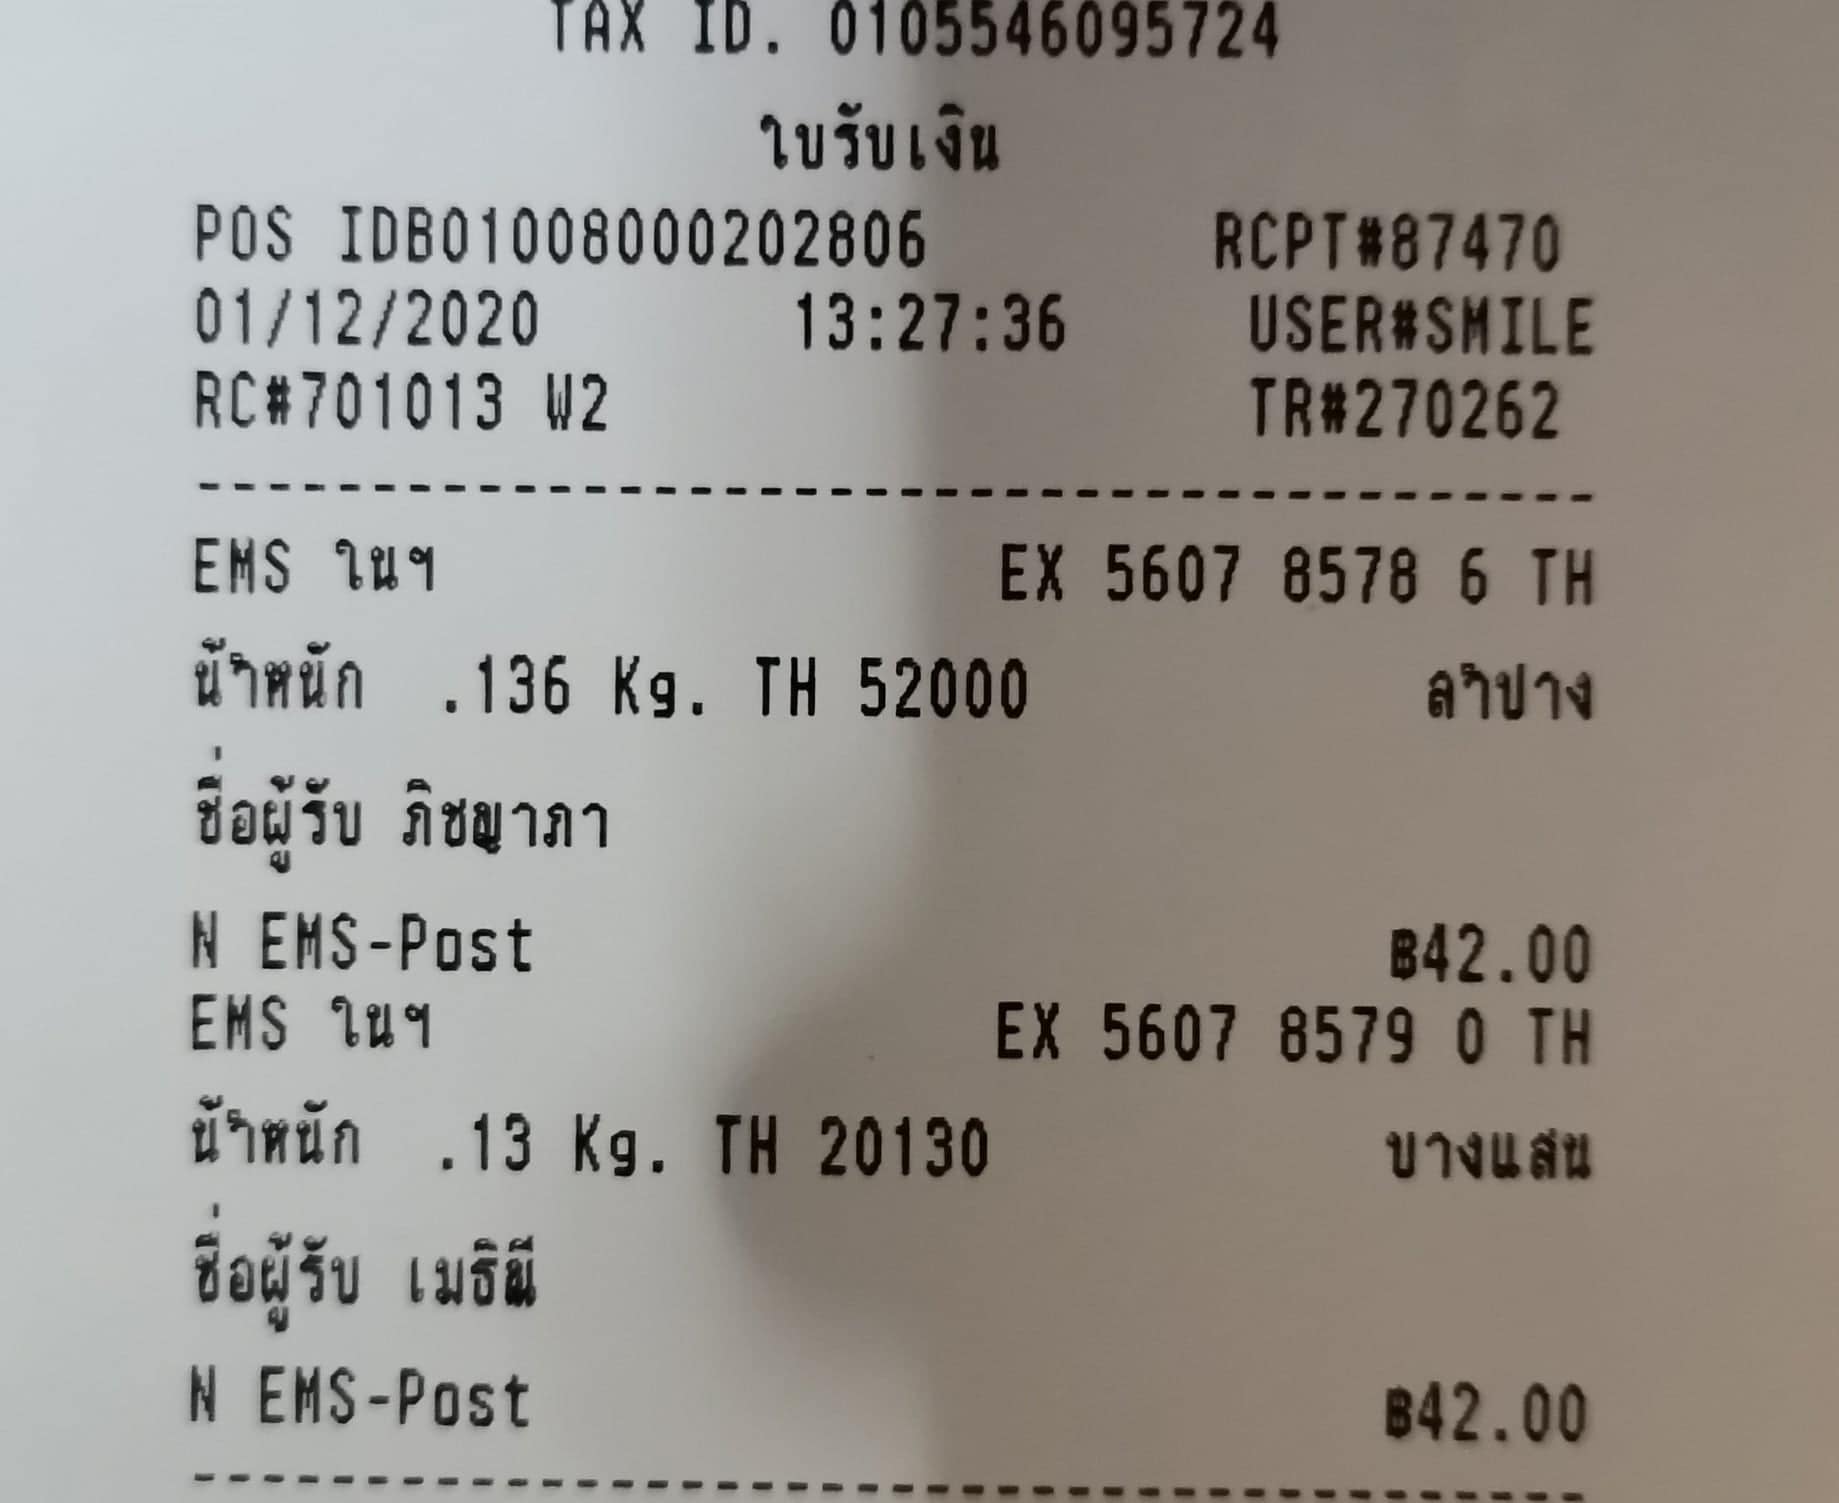 TAX ID. 0105546095724
ใบรับเงิน
POS IDB01008000202806 RCPT#87470
01/12/2020 13:27:36 USER#SMILE
RC#701013 W2 TR#270262
EMS ในฯ EX 5607 8578 6 TH
น้ำหนัก .136 Kg. TH 52000 ลำปาง
ชื่อผู้รับ ภิชญาภา
N EMS-Post ฿42.00
EMS ในฯ EX 5607 8579 0 TH
น้ำหนัก .13 Kg. TH 20130 บางแสน
ชื่อผู้รับ เมธิณี
N EMS-Post ฿42.00